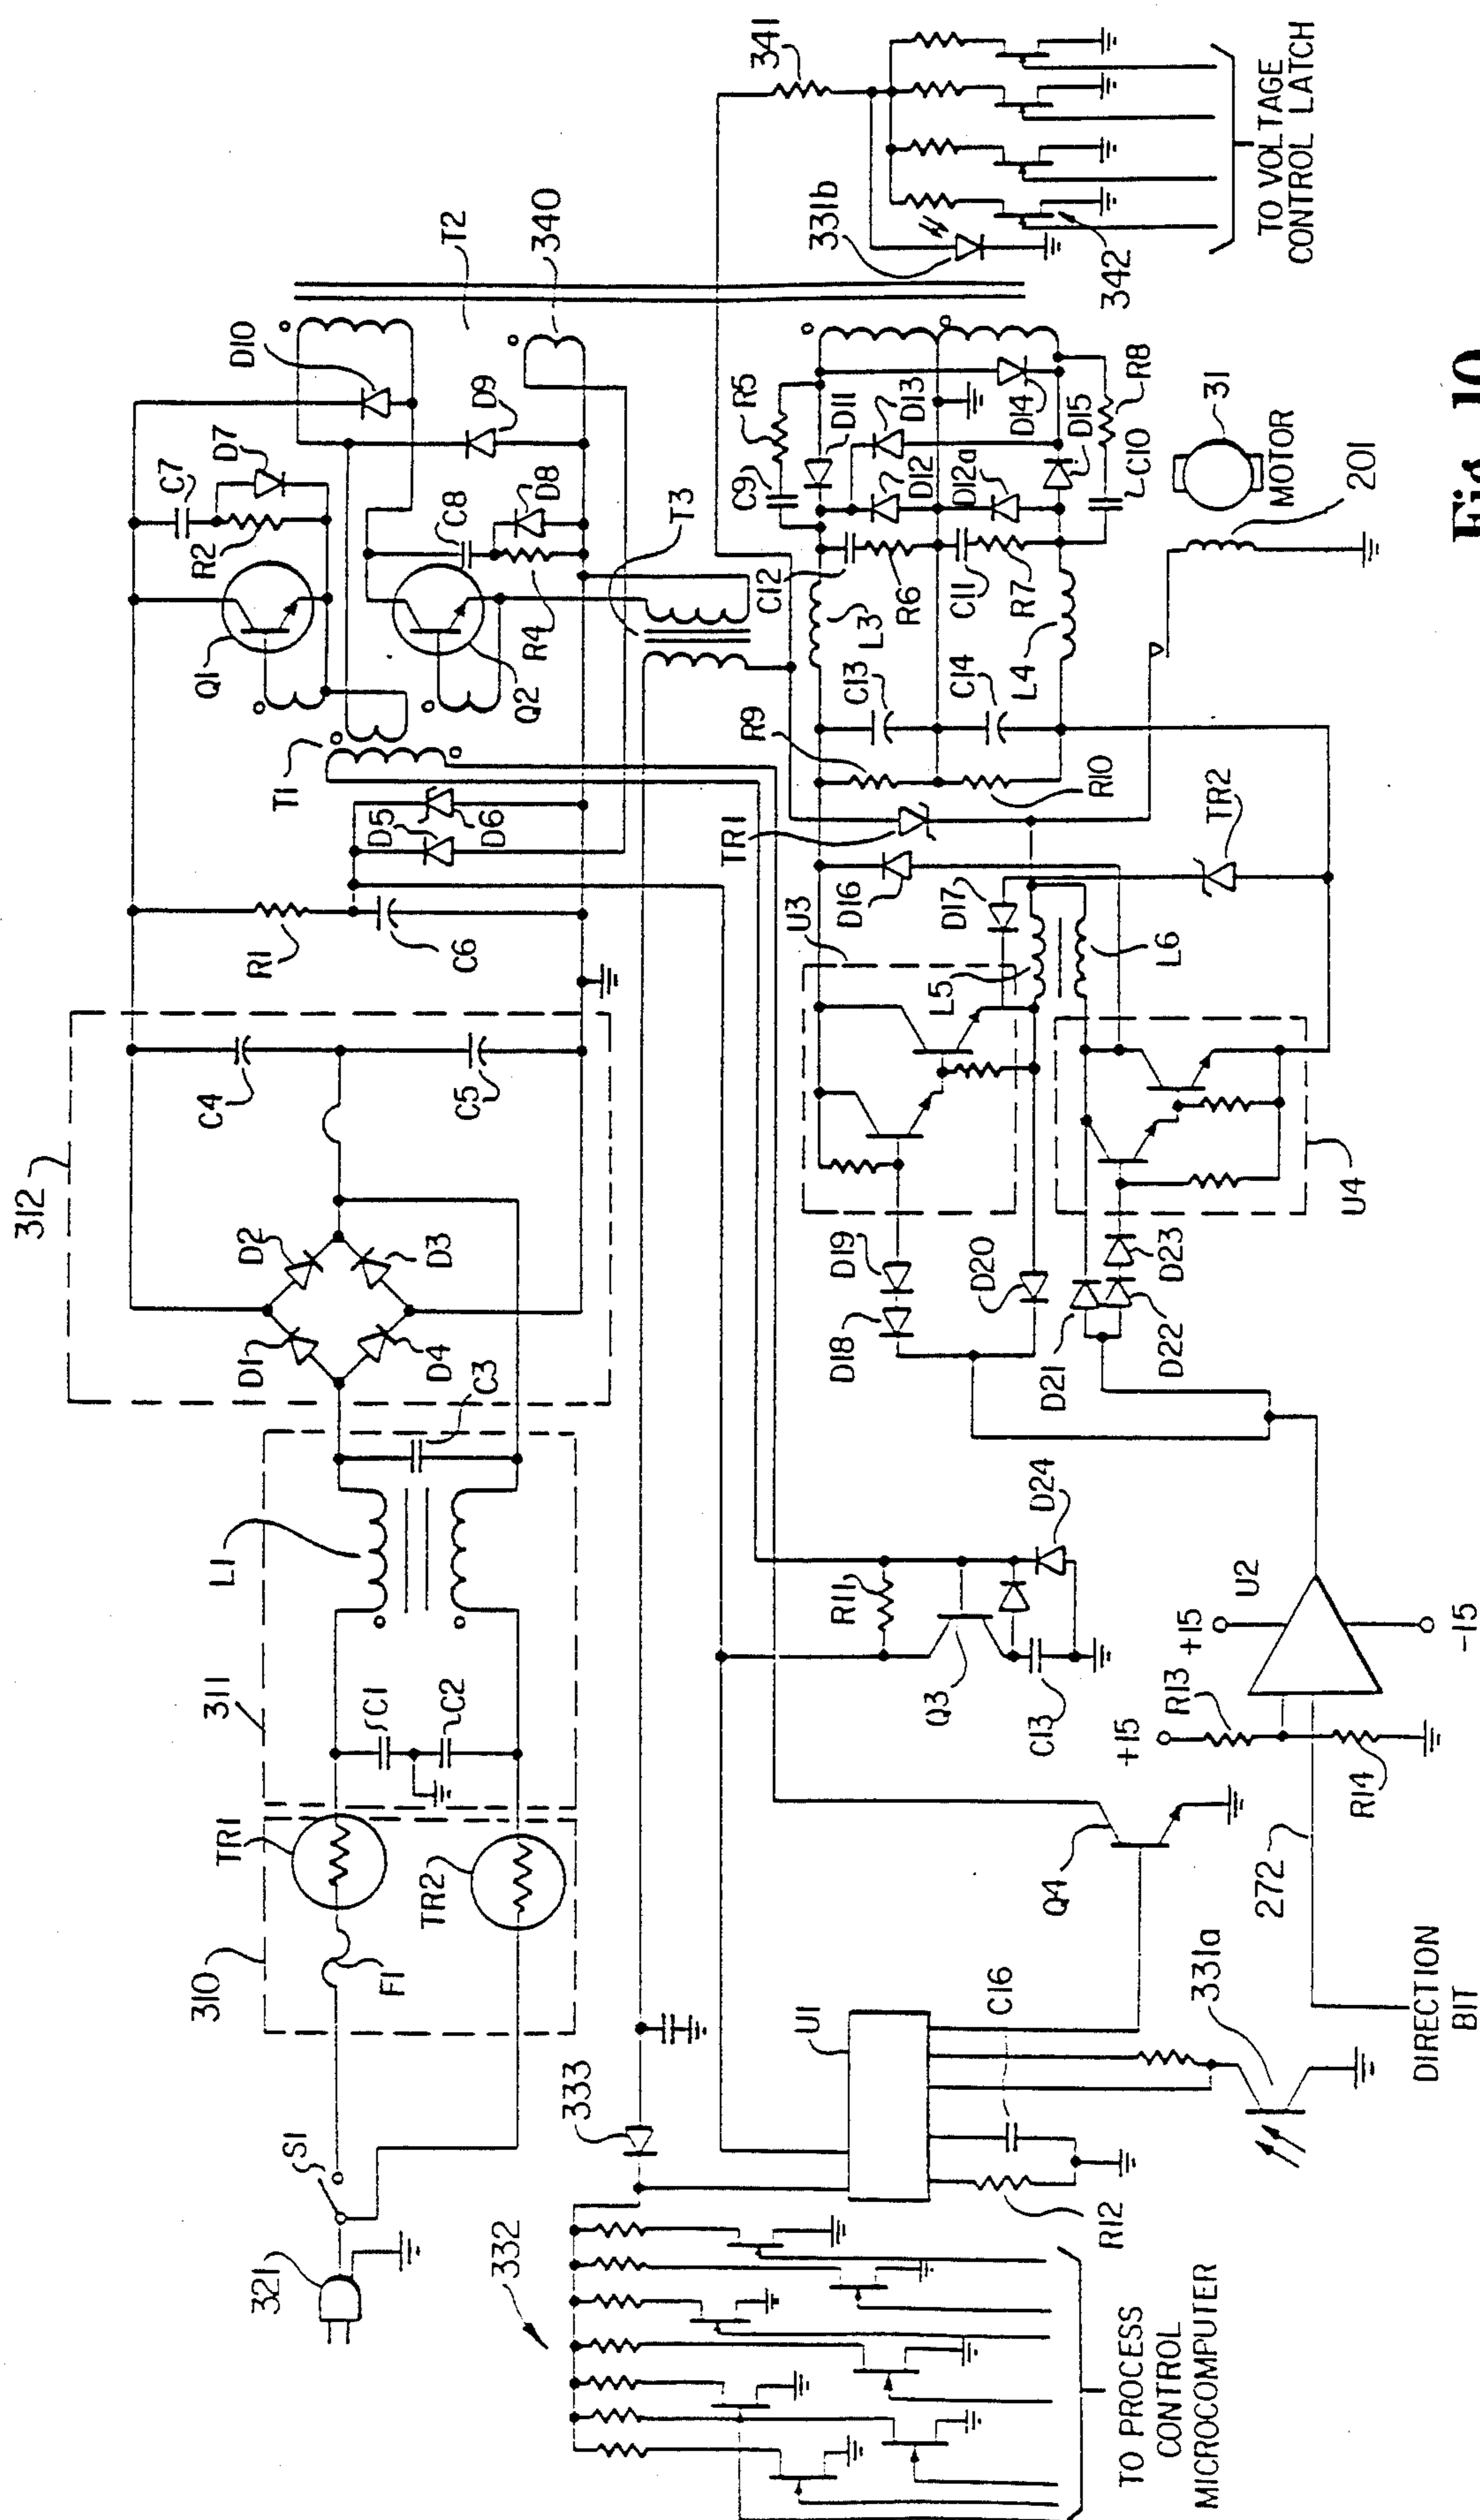 312
310
311
321
S1
F1
TR1
TR2
C1
C2
L1
C3
D1
D2
D3
D4
C4
C5
R1
C6
D5
D6
T1
Q1
R2
C7
D7
D10
Q2
R4
C8
D8
D9
T2
340
T3
332
333
TO PROCESS
CONTROL
MICROCOMPUTER
U1
R12
C16
331a
Q4
Q3
R11
C13
D24
DIRECTION
BIT
272
+15
R13
R14
+15
U2
-15
D18
D19
D20
D21
D22
D23
U3
U4
L5
L6
D16
D17
TR1
TR2
R9
R10
C13
C14
L3
L4
C12
R6
C11
R7
C9
R5
D11
D12
D13
D12a
D14
D15
R8
C10
31
MOTOR
201
341
331b
342
TO VOLTAGE
CONTROL LATCH